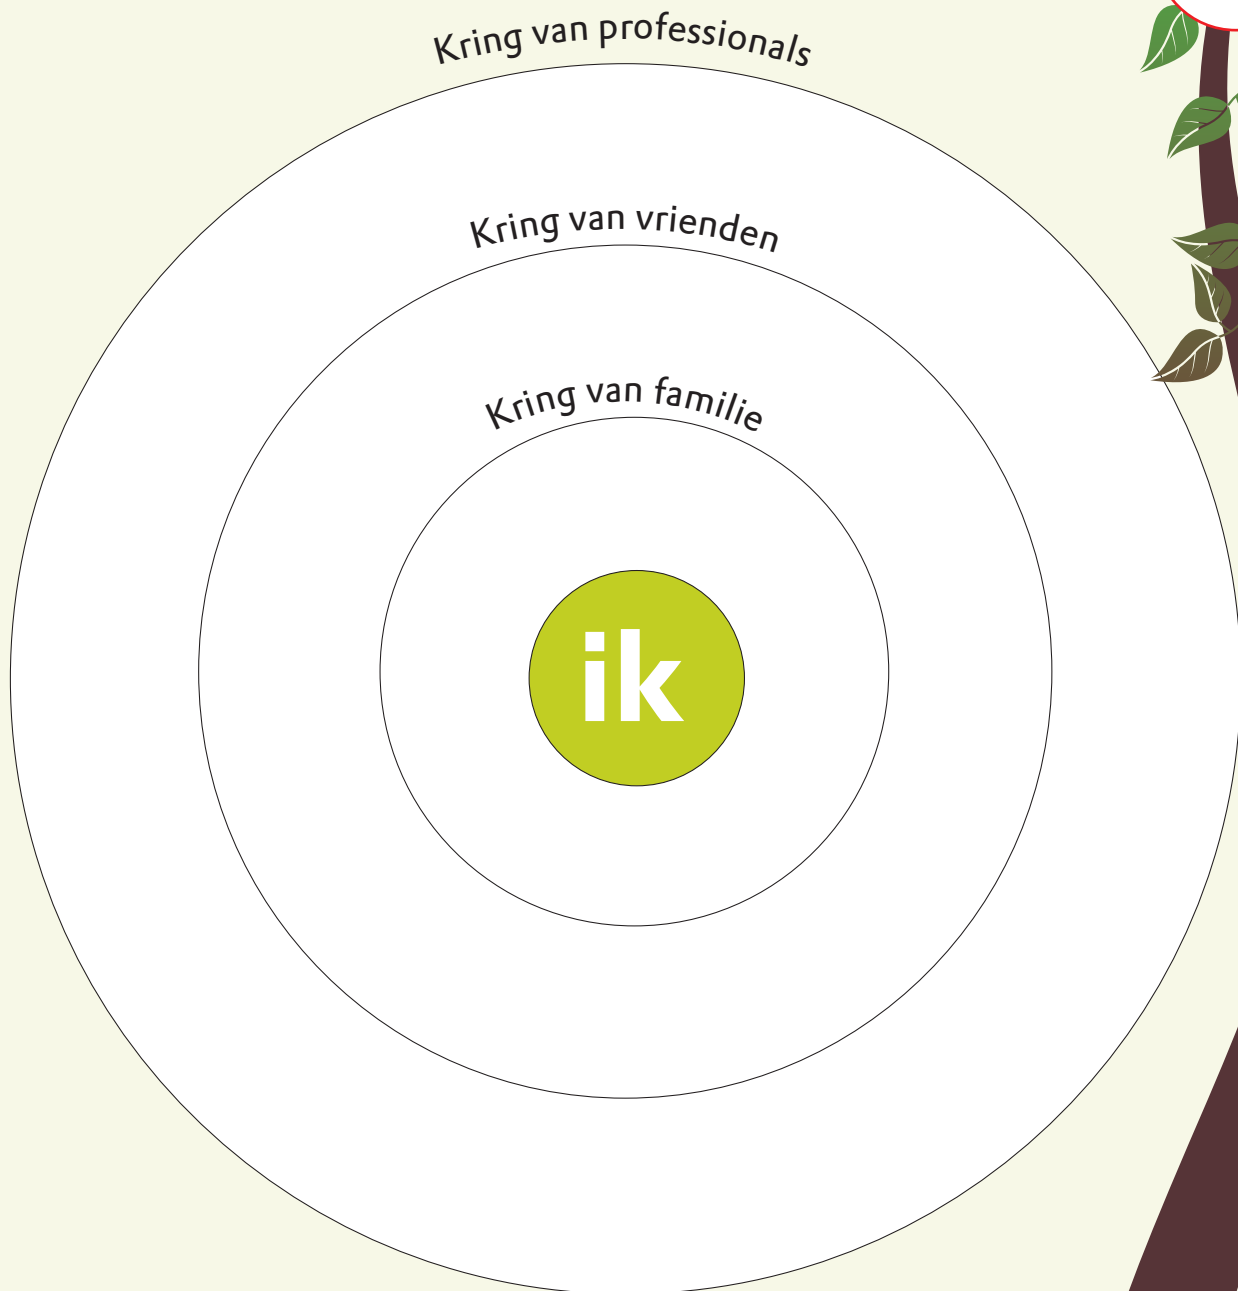 Kring van professionals
Kring van vrienden
Kring van familie
ik